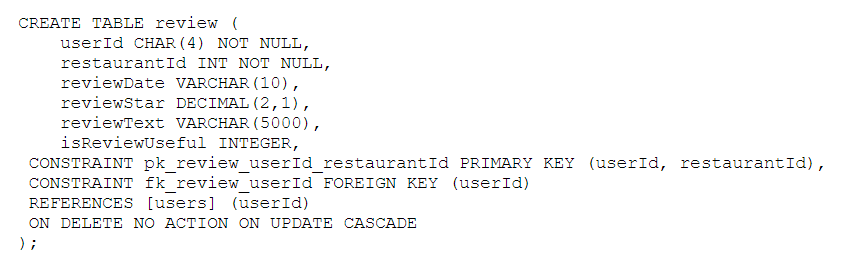 CREATE TABLE review (
    userId CHAR(4) NOT NULL,
    restaurantId INT NOT NULL,
    reviewDate VARCHAR(10),
    reviewStar DECIMAL(2,1),
    reviewText VARCHAR(5000),
    isReviewUseful INTEGER,
 CONSTRAINT pk_review_userId_restaurantId PRIMARY KEY (userId, restaurantId),
 CONSTRAINT fk_review_userId FOREIGN KEY (userId)
 REFERENCES [users] (userId)
 ON DELETE NO ACTION ON UPDATE CASCADE
);